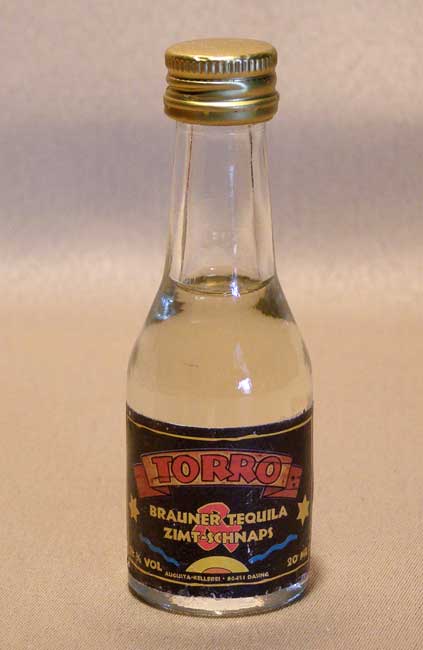 TORRO
BRAUNER TEQUILA
&
ZIMT-SCHNAPS
% VOL 20 ML
AUGUSTA-KELLEREI · 86453 DASING